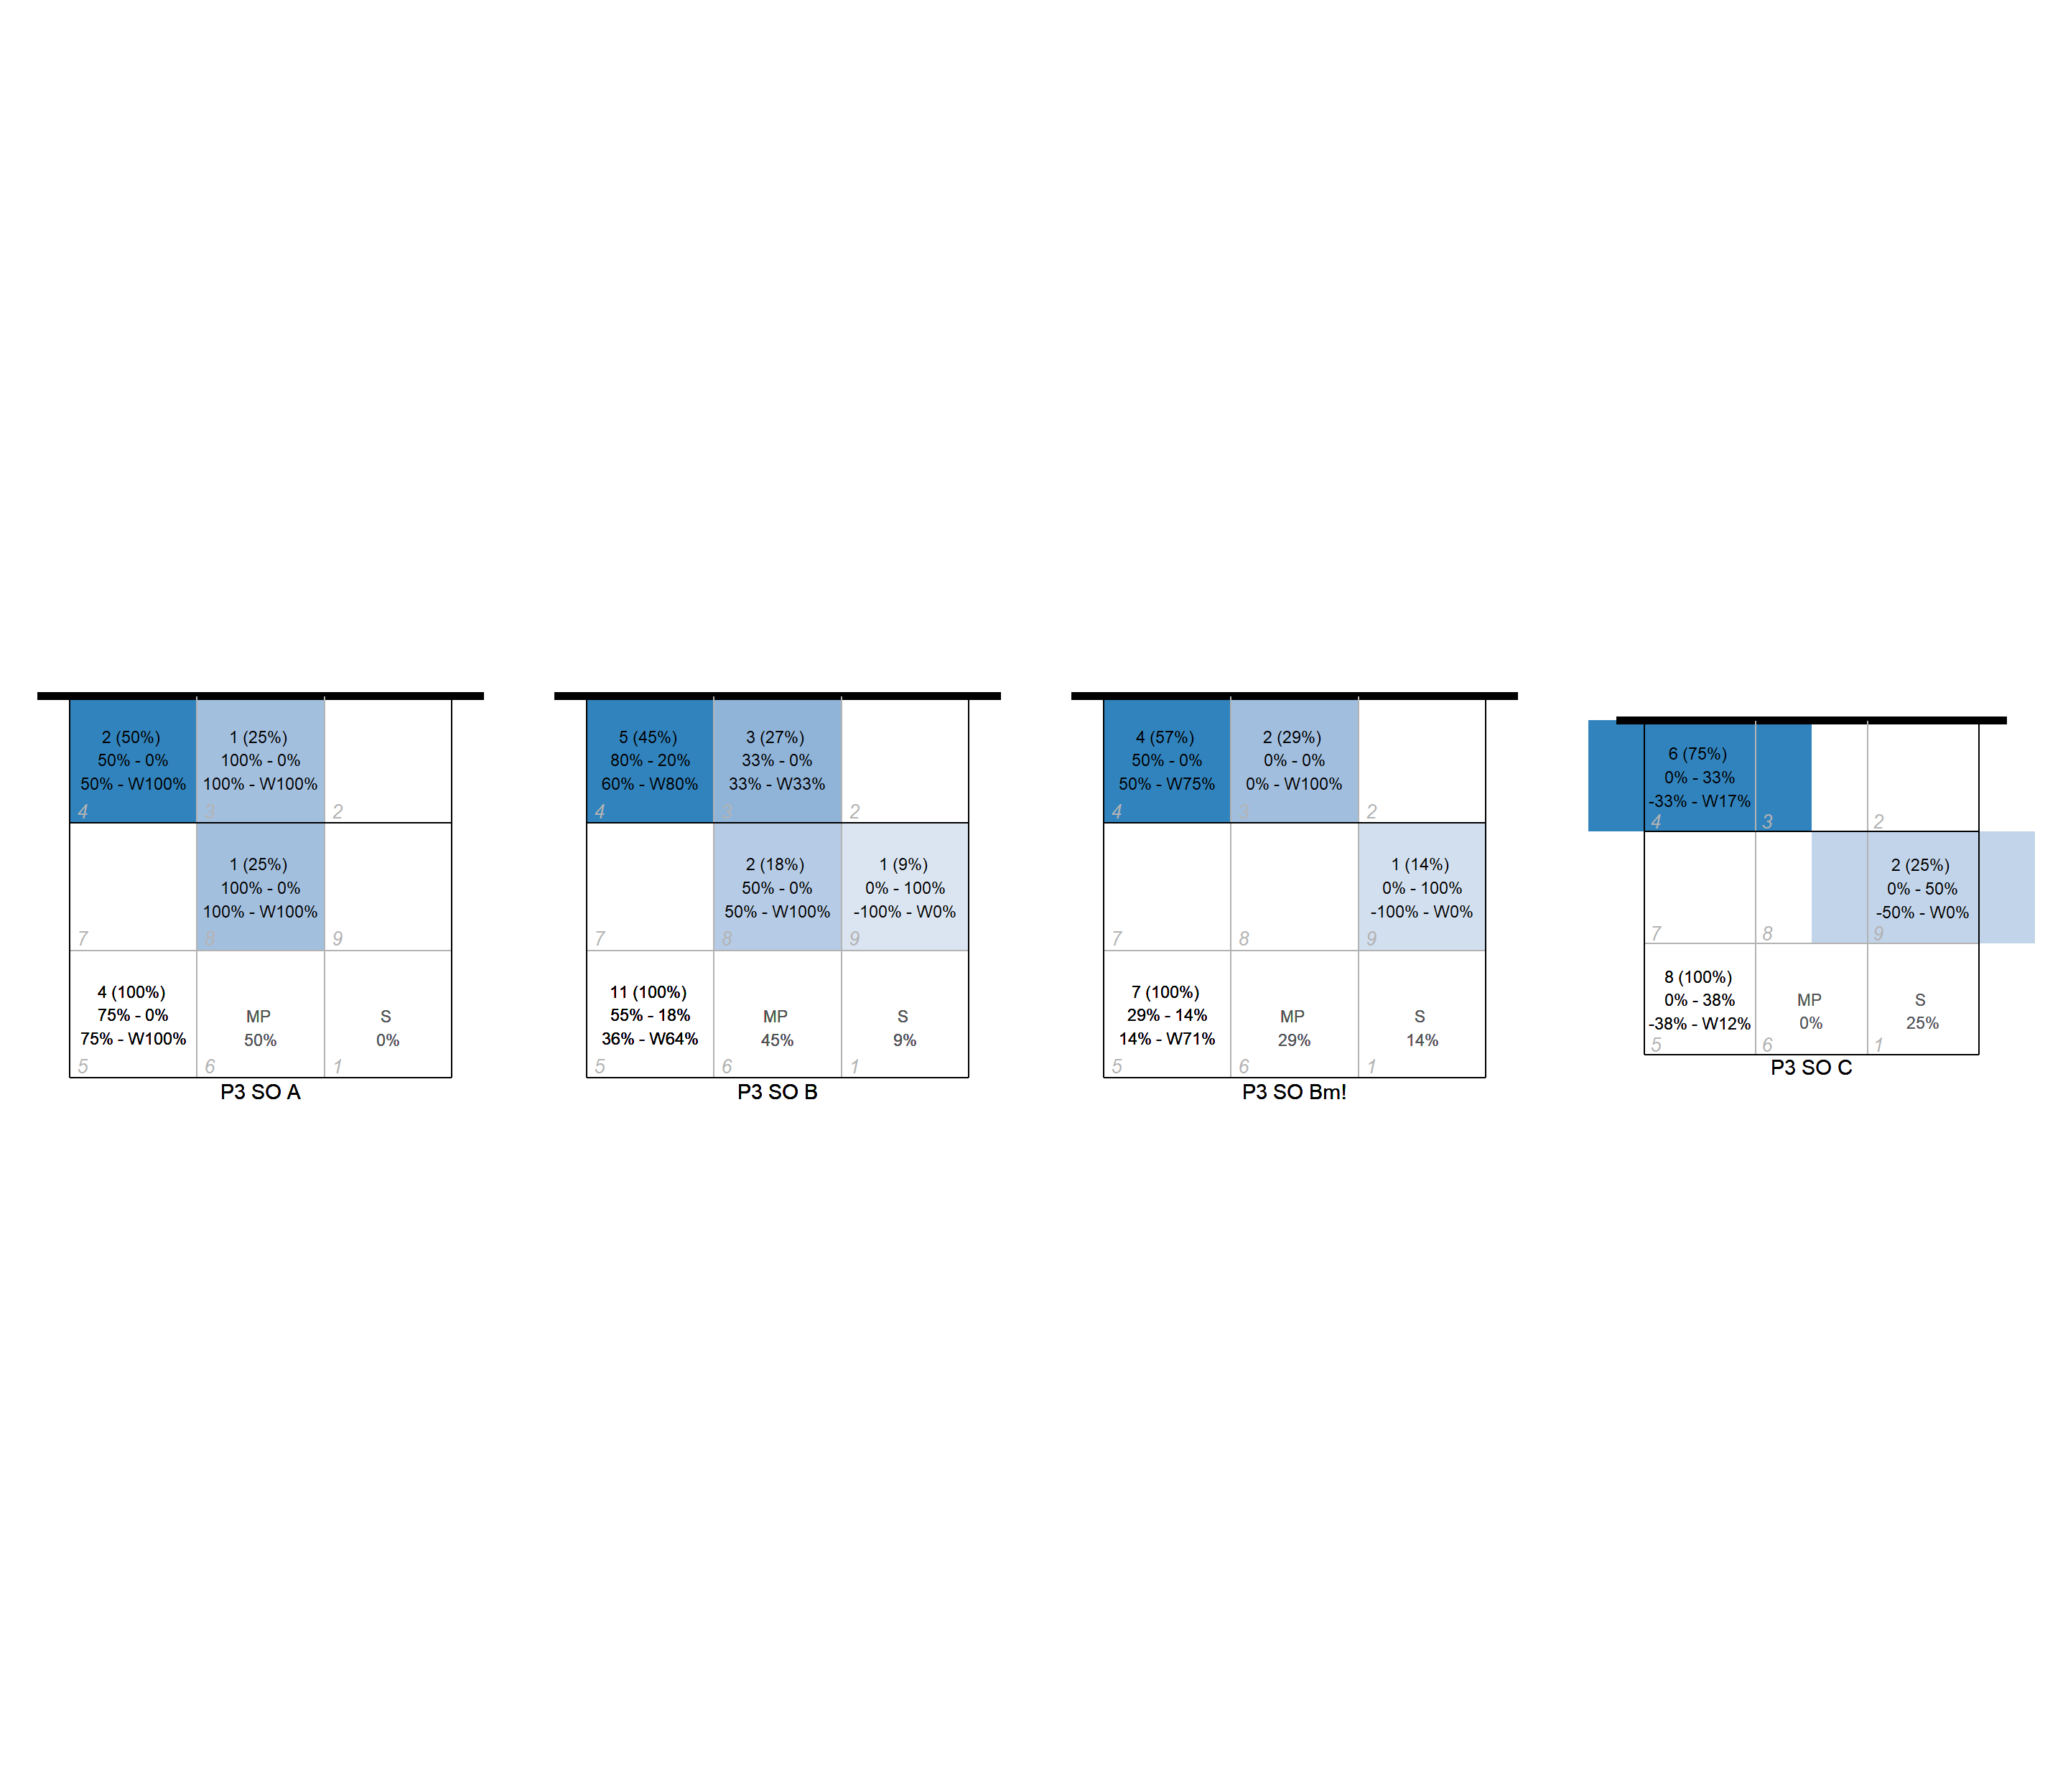 2 (50%)
50% - 0%
50% - W100%
4
1 (25%)
100% - 0%
100% - W100%
3
2
7
1 (25%)
100% - 0%
100% - W100%
8
9
4 (100%)
75% - 0%
75% - W100%
5
MP
50%
6
S
0%
1
P3 SO A
5 (45%)
80% - 20%
60% - W80%
4
3 (27%)
33% - 0%
33% - W33%
3
2
7
2 (18%)
50% - 0%
50% - W100%
8
1 (9%)
0% - 100%
-100% - W0%
9
11 (100%)
55% - 18%
36% - W64%
5
MP
45%
6
S
9%
1
P3 SO B
4 (57%)
50% - 0%
50% - W75%
4
2 (29%)
0% - 0%
0% - W100%
3
2
7
8
1 (14%)
0% - 100%
-100% - W0%
9
7 (100%)
29% - 14%
14% - W71%
5
MP
29%
6
S
14%
1
P3 SO Bm!
6 (75%)
0% - 33%
-33% - W17%
4
3
2
7
8
2 (25%)
0% - 50%
-50% - W0%
9
8 (100%)
0% - 38%
-38% - W12%
5
MP
0%
6
S
25%
1
P3 SO C